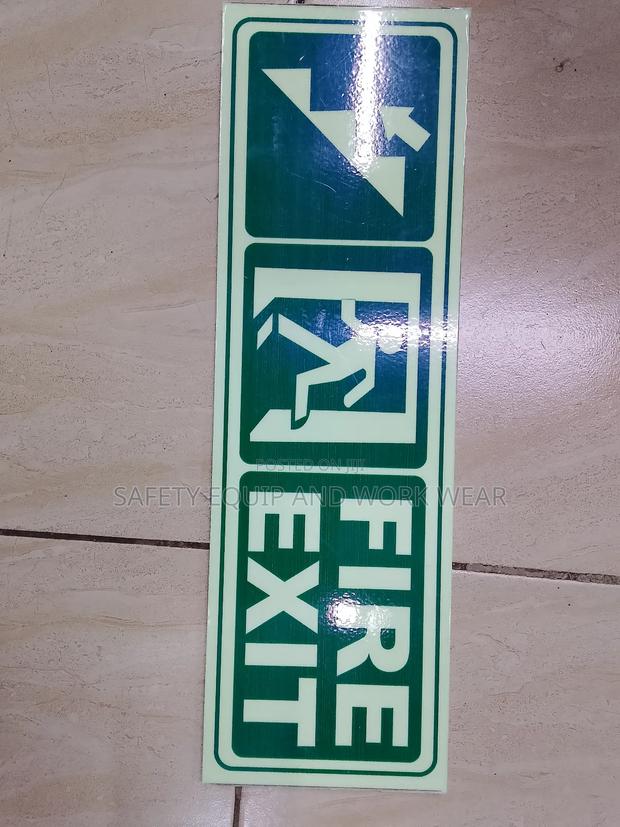 FIRE
EXIT
POSTED ON JIJI
SAFETY EQUIP AND WORK WEAR